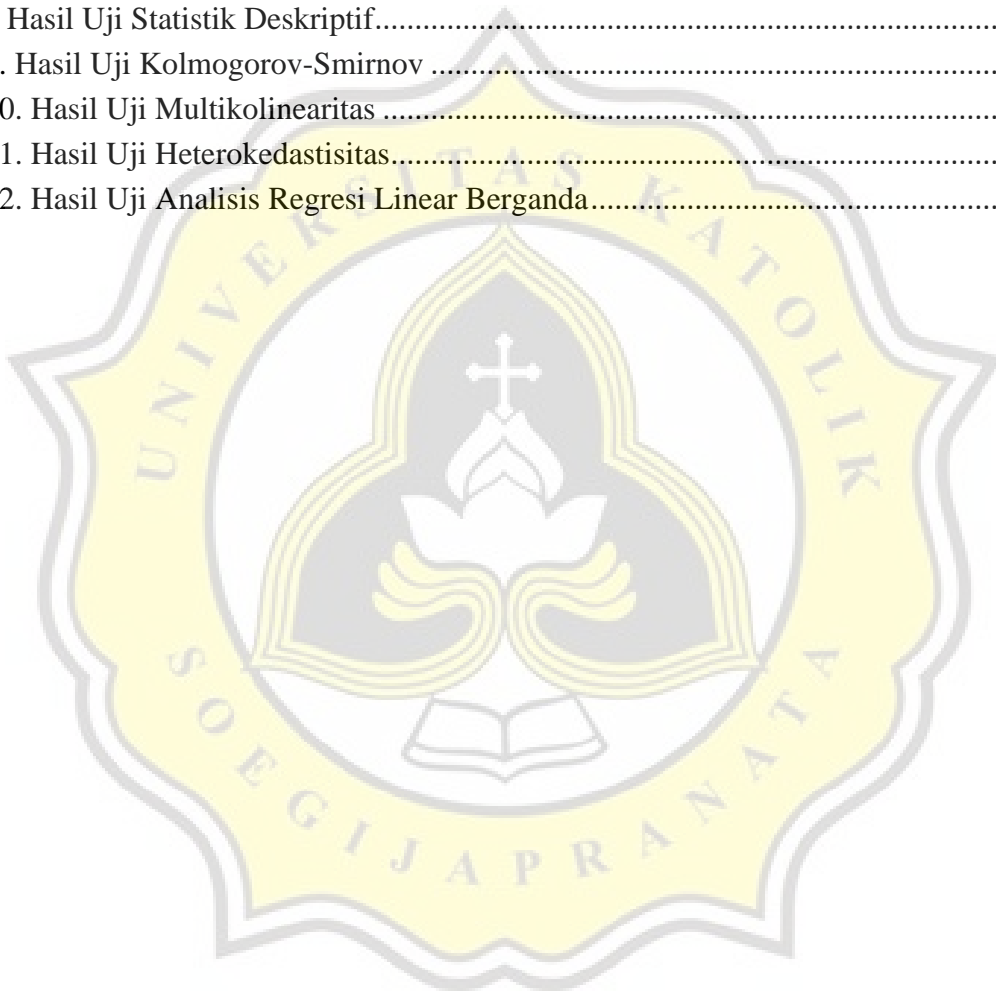 Hasil Uji Statistik Deskriptif..........................................................................
. Hasil Uji Kolmogorov-Smirnov ....................................................................
0. Hasil Uji Multikolinearitas ..........................................................................
1. Hasil Uji Heterokedastisitas.........................................................................
2. Hasil Uji Analisis Regresi Linear Berganda.................................................
UNIVERSITAS KATOLIK
SOEGIJAPRANATA